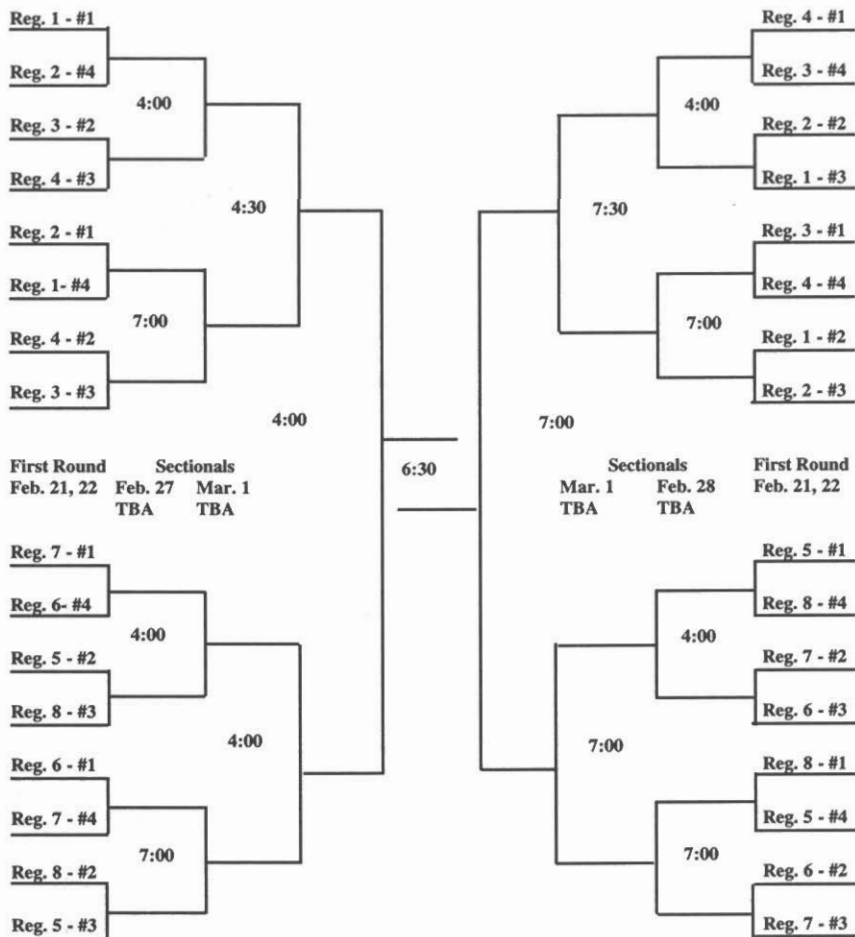 Reg. 1 - #1
Reg. 2 - #4
4:00
Reg. 3 - #2
Reg. 4 - #3
4:30
Reg. 2 - #1
Reg. 1- #4
7:00
Reg. 4 - #2
Reg. 3 - #3
4:00
Reg. 4 - #1
Reg. 3 - #4
4:00
Reg. 2 - #2
Reg. 1 - #3
7:30
Reg. 3 - #1
Reg. 4 - #4
7:00
Reg. 1 - #2
Reg. 2 - #3
7:00
First Round
Feb. 21, 22
Sectionals
Feb. 27 Mar. 1
TBA TBA
6:30
Sectionals
Mar. 1 Feb. 28
TBA TBA
First Round
Feb. 21, 22
Reg. 7 - #1
Reg. 6- #4
4:00
Reg. 5 - #2
Reg. 8 - #3
4:00
Reg. 6 - #1
Reg. 7 - #4
7:00
Reg. 8 - #2
Reg. 5 - #3
Reg. 5 - #1
Reg. 8 - #4
4:00
Reg. 7 - #2
Reg. 6 - #3
7:00
Reg. 8 - #1
Reg. 5 - #4
7:00
Reg. 6 - #2
Reg. 7 - #3